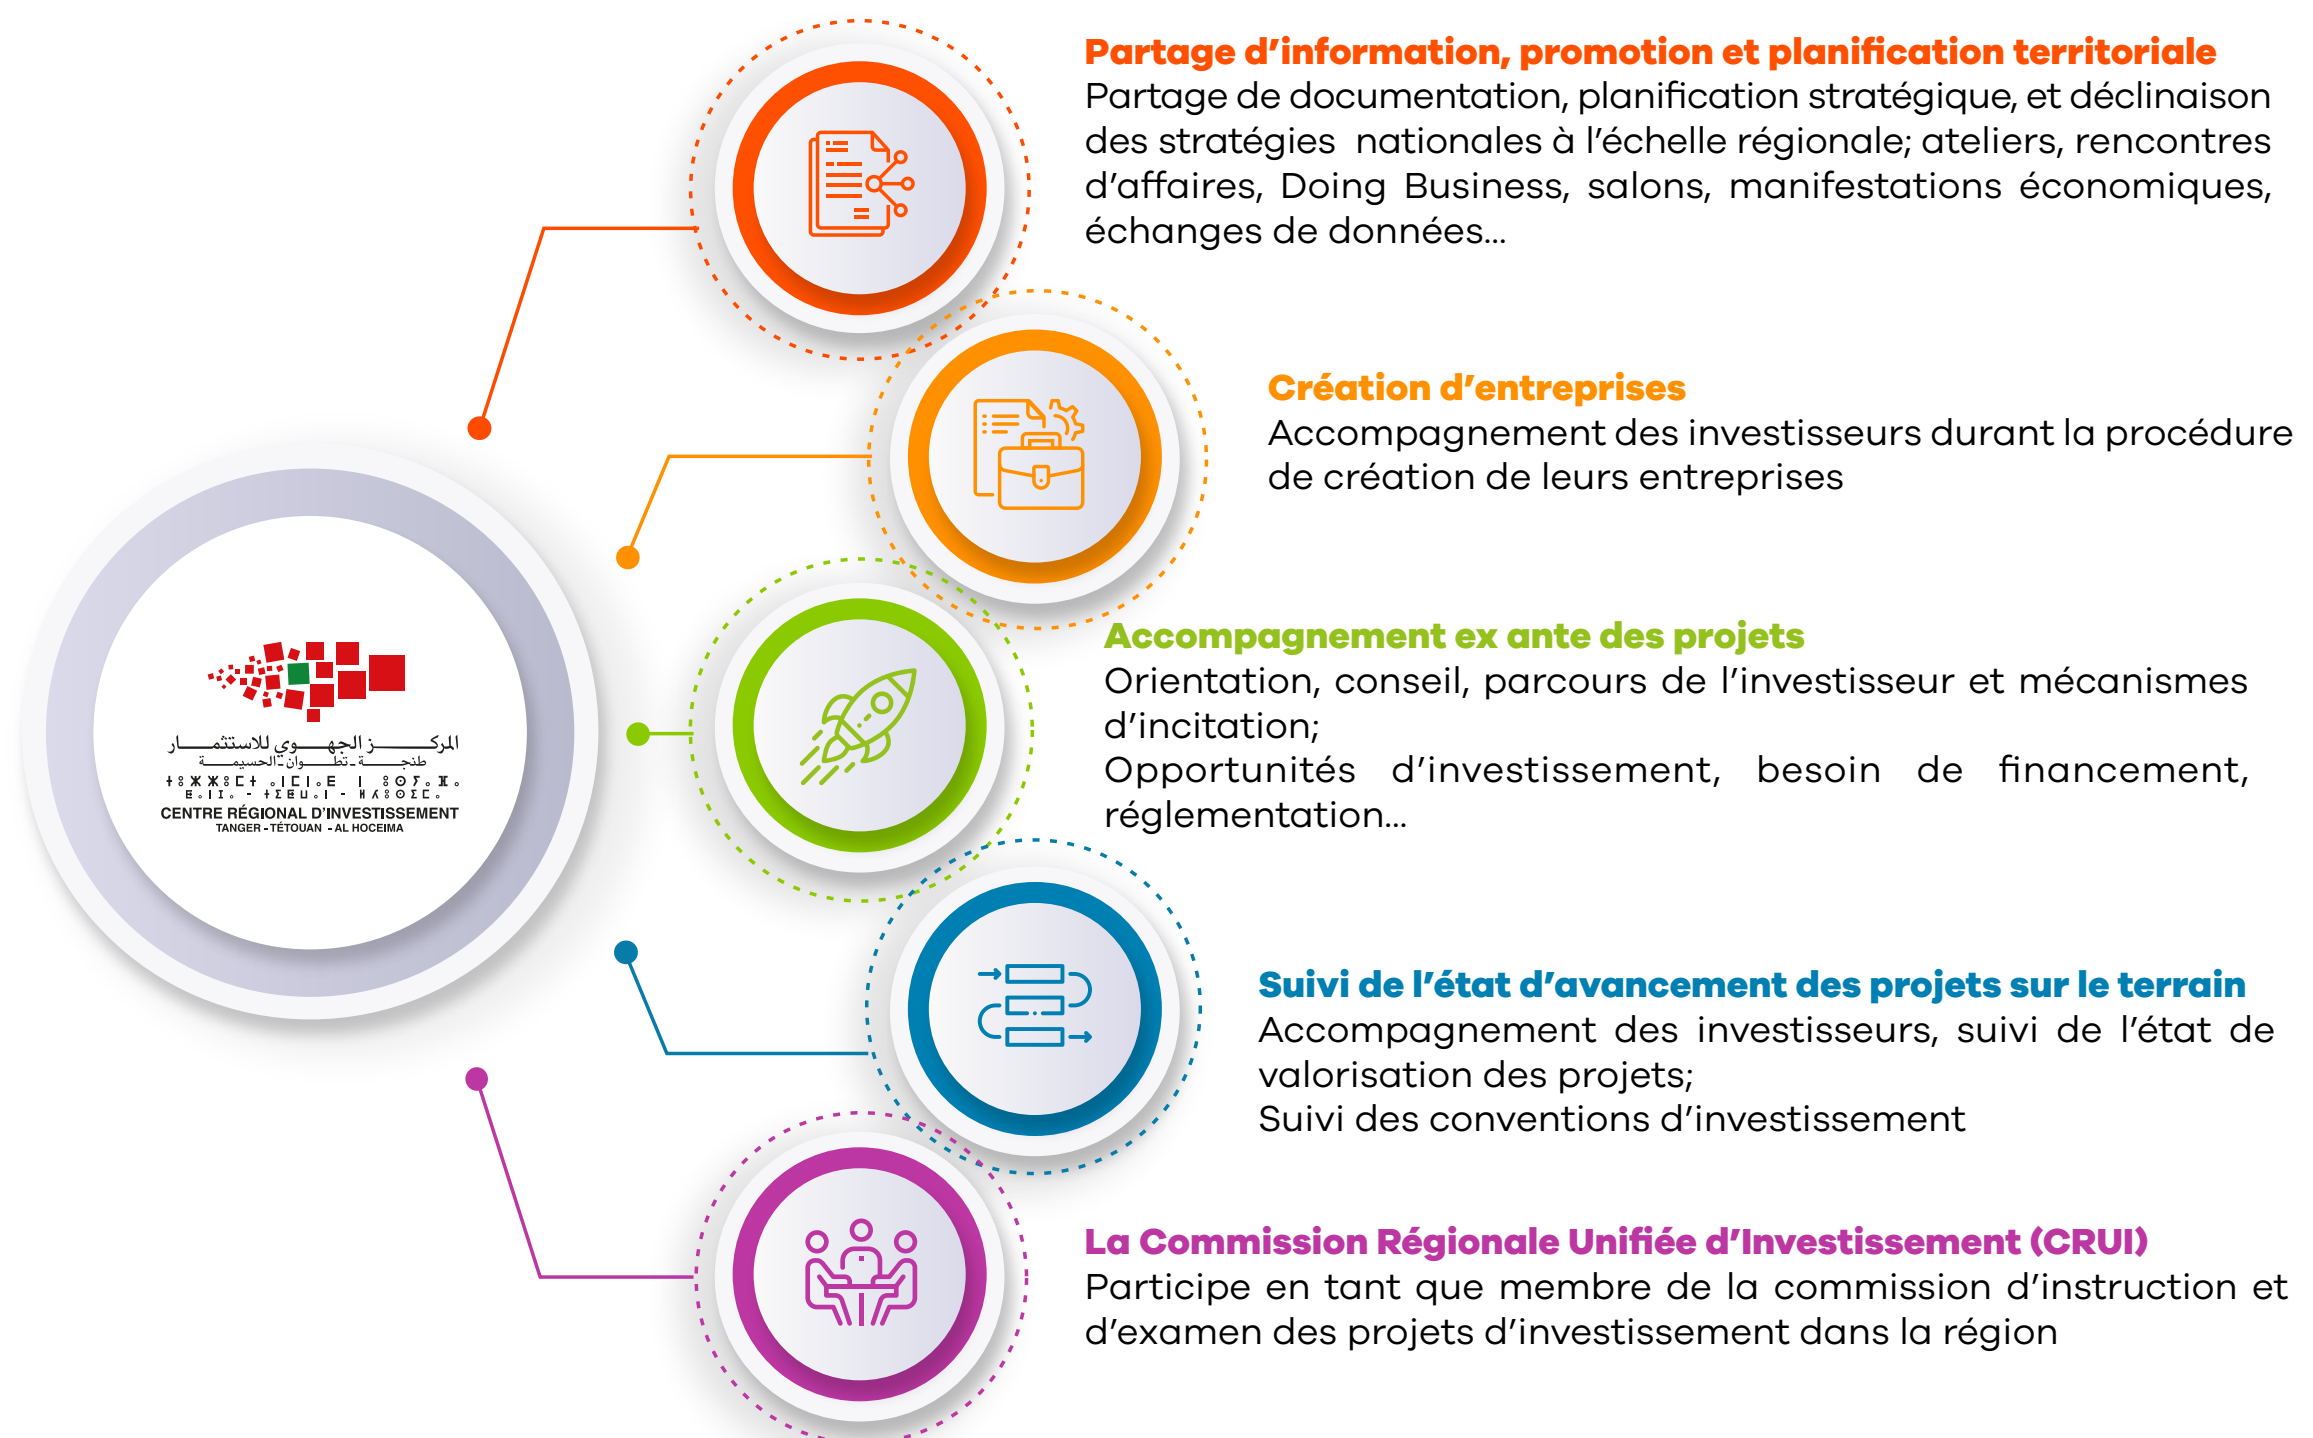 Partage d’information, promotion et planification territoriale
Partage de documentation, planification stratégique, et déclinaison
des stratégies nationales à l’échelle régionale; ateliers, rencontres
d’affaires, Doing Business, salons, manifestations économiques,
échanges de données...
Création d’entreprises
Accompagnement des investisseurs durant la procédure
de création de leurs entreprises
Accompagnement ex ante des projets
Orientation, conseil, parcours de l’investisseur et mécanismes
d’incitation;
Opportunités d’investissement, besoin de financement,
réglementation...
المركز الجهوي للاستثمار
طنجة - تطوان - الحسيمة
ⵜⵓⵣⵣⵓⵎⵜ ⴰⵏⵎⵏⴰⴹ ⵏ ⵓⵙⵢⴰⴼⴰ
CENTRE RÉGIONAL D’INVESTISSEMENT
TANGER - TÉTOUAN - AL HOCEIMA
Suivi de l’état d’avancement des projets sur le terrain
Accompagnement des investisseurs, suivi de l’état de
valorisation des projets;
Suivi des conventions d’investissement
La Commission Régionale Unifiée d’Investissement (CRUI)
Participe en tant que membre de la commission d’instruction et
d’examen des projets d’investissement dans la région